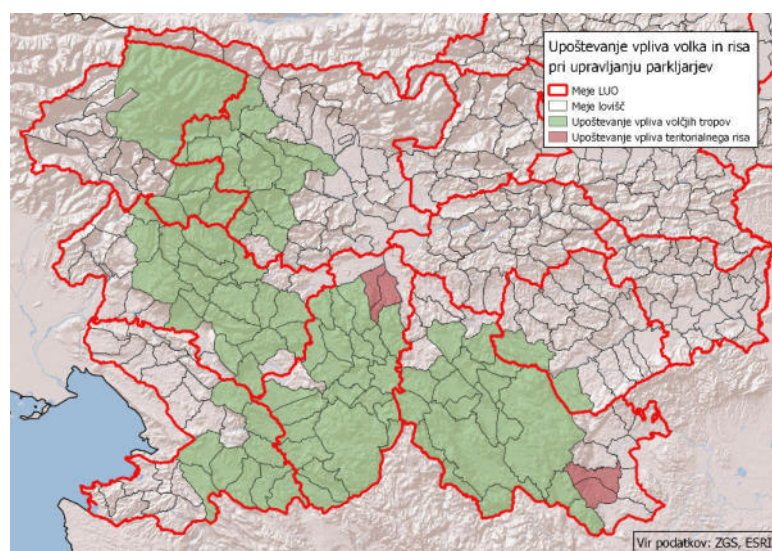 Upoštevanje vpliva volka in risa
pri upravljanju parkljarjev
Meje LUO
Meje lovišč
Upoštevanje vpliva volčjih tropov
Upoštevanje vpliva teritorialnega risa
Vir podatkov: ZGS, ESRI